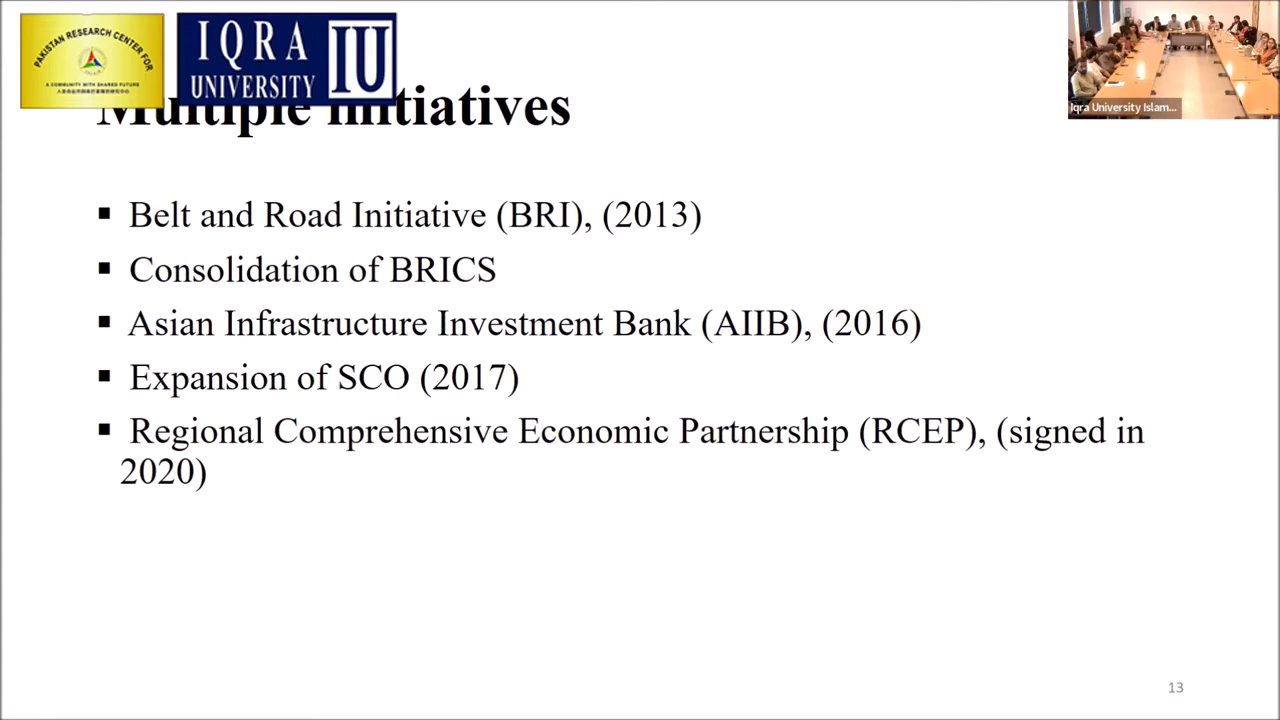 PAKISTAN RESEARCH CENTER FOR
A COMMUNITY WITH SHARED FUTURE
IQRA
UNIVERSITY
IU
Iqra University Islam...
Multiple Initiatives
▪ Belt and Road Initiative (BRI), (2013)
▪ Consolidation of BRICS
▪ Asian Infrastructure Investment Bank (AIIB), (2016)
▪ Expansion of SCO (2017)
▪ Regional Comprehensive Economic Partnership (RCEP), (signed in
2020)
13